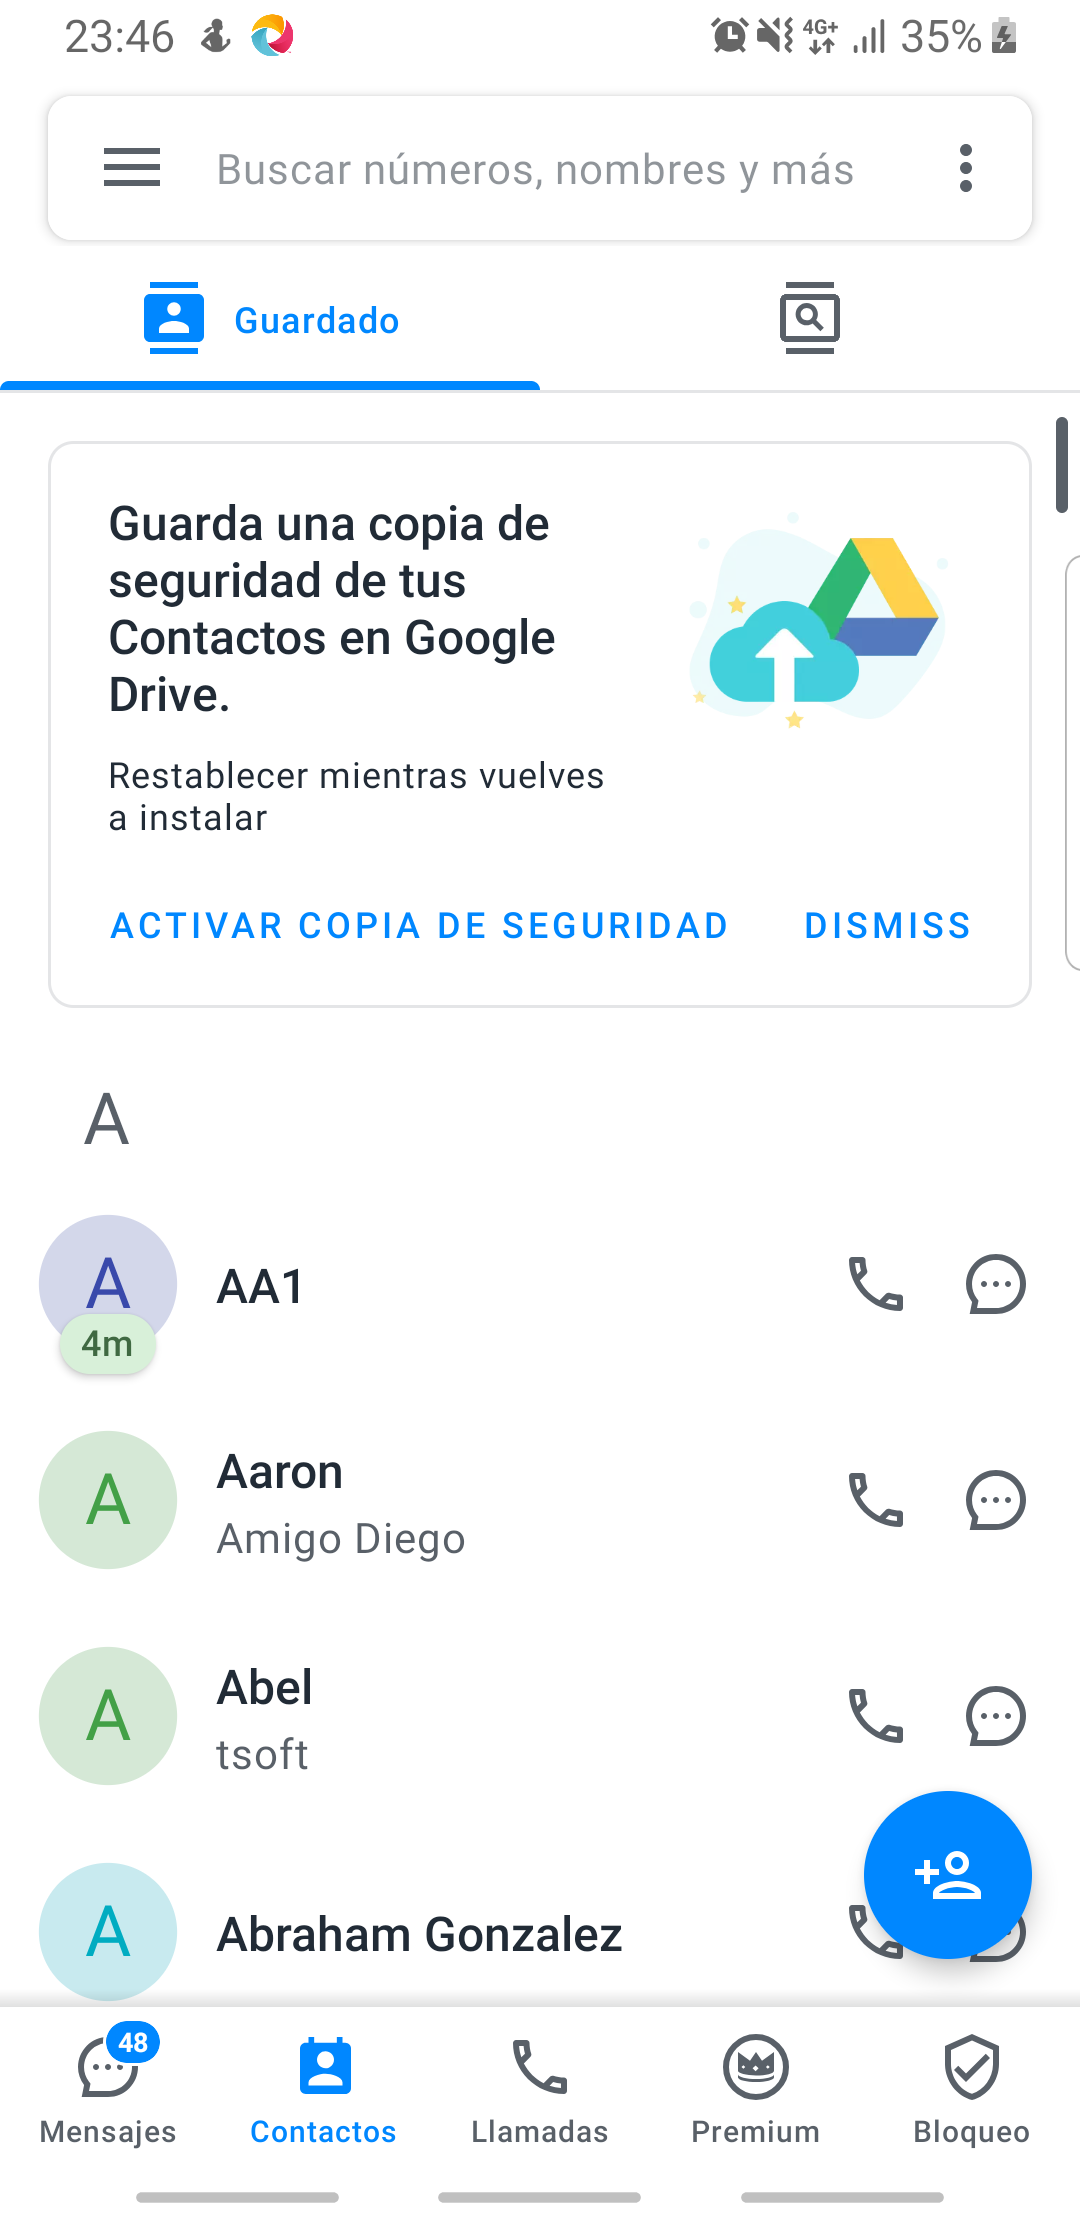 23:46
4G+
35%
Buscar números, nombres y más
Guardado
Guarda una copia de
seguridad de tus
Contactos en Google
Drive.
Restablecer mientras vuelves
a instalar
ACTIVAR COPIA DE SEGURIDAD
DISMISS
A
A
AA1
4m
A
Aaron
Amigo Diego
A
Abel
tsoft
A
Abraham Gonzalez
48
Mensajes
Contactos
Llamadas
Premium
Bloqueo